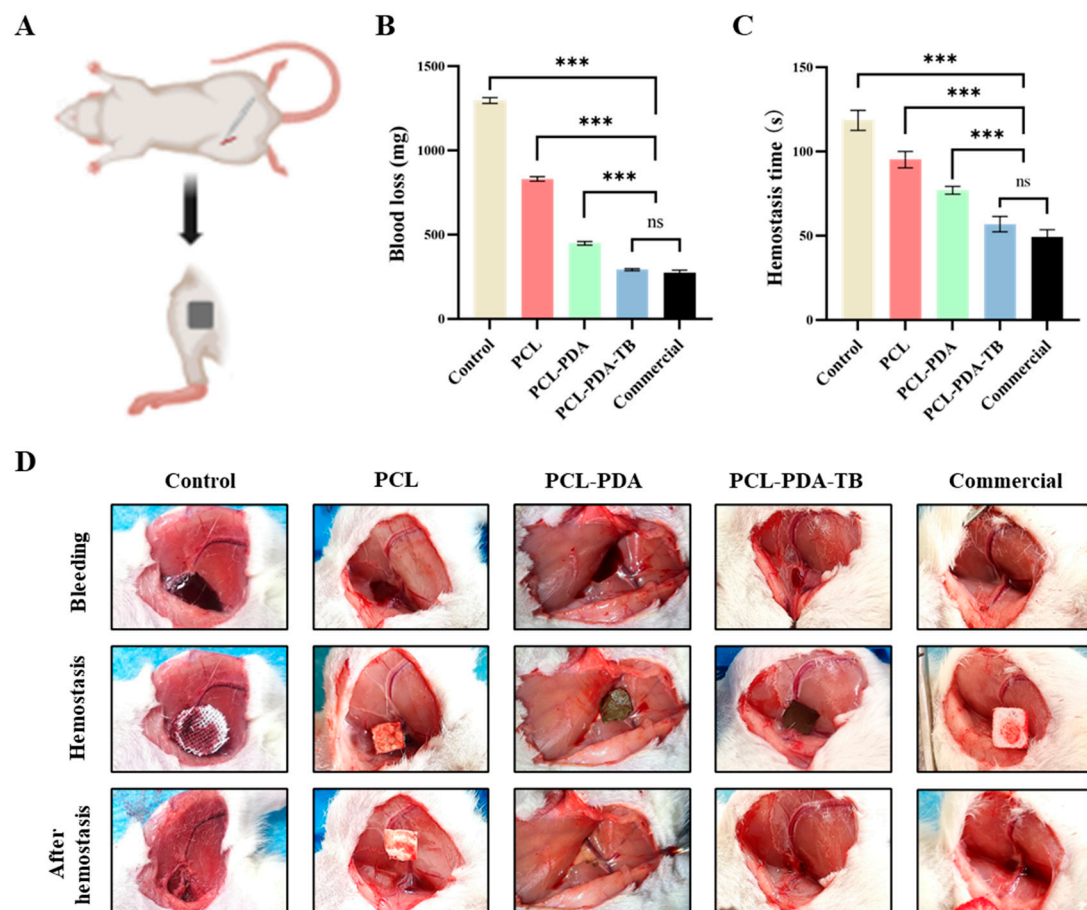 A
B
1500
1000
500
0
Blood loss (mg)
***
***
***
ns
Control
PCL
PCL-PDA
PCL-PDA-TB
Commercial
C
150
100
50
0
Hemostasis time (s)
***
***
***
ns
Control
PCL
PCL-PDA
PCL-PDA-TB
Commercial
D
Control PCL PCL-PDA PCL-PDA-TB Commercial
Bleeding
Hemostasis
After
hemostasis